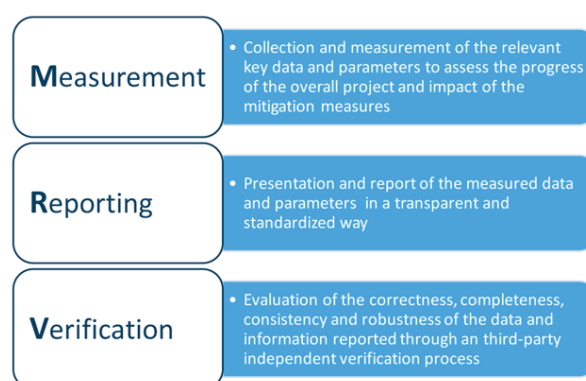 Measurement
• Collection and measurement of the relevant
key data and parameters to assess the progress
of the overall project and impact of the
mitigation measures
Reporting
• Presentation and report of the measured data
and parameters in a transparent and
standardized way
Verification
• Evaluation of the correctness, completeness,
consistency and robustness of the data and
information reported through an third-party
independent verification process